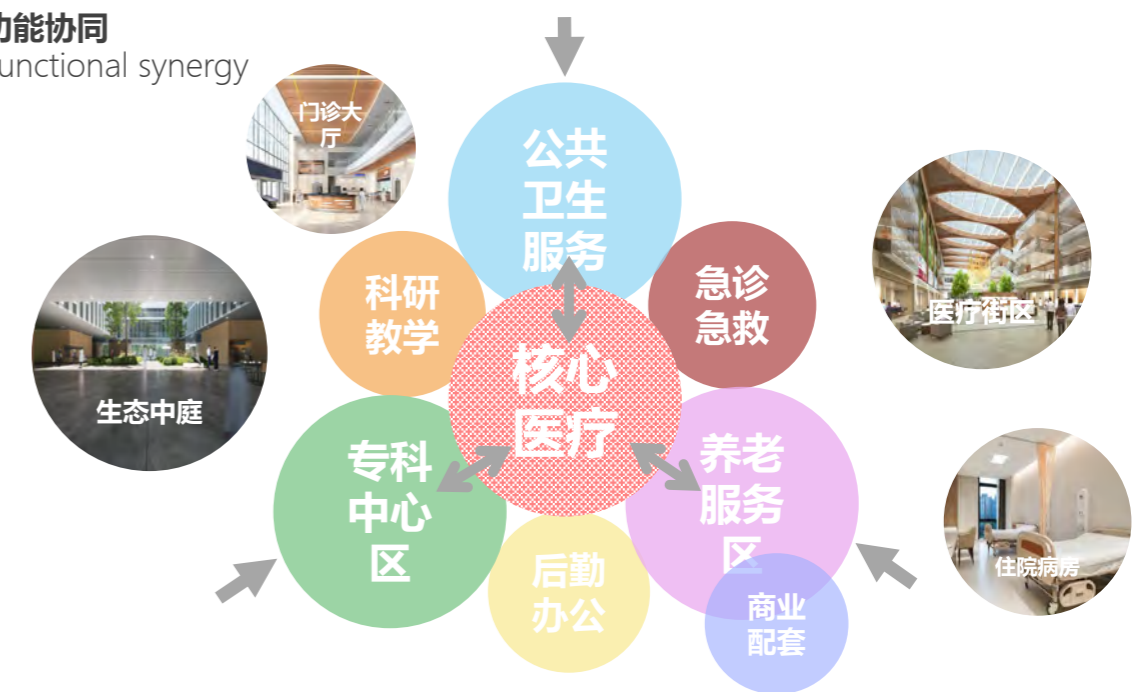 功能协同
unctional synergy
门诊大
厅
公共
卫生
服务
科研
教学
急诊
急救
医疗街区
核心
医疗
生态中庭
专科
中心
区
养老
服务
区
后勤
办公
商业
配套
住院病房